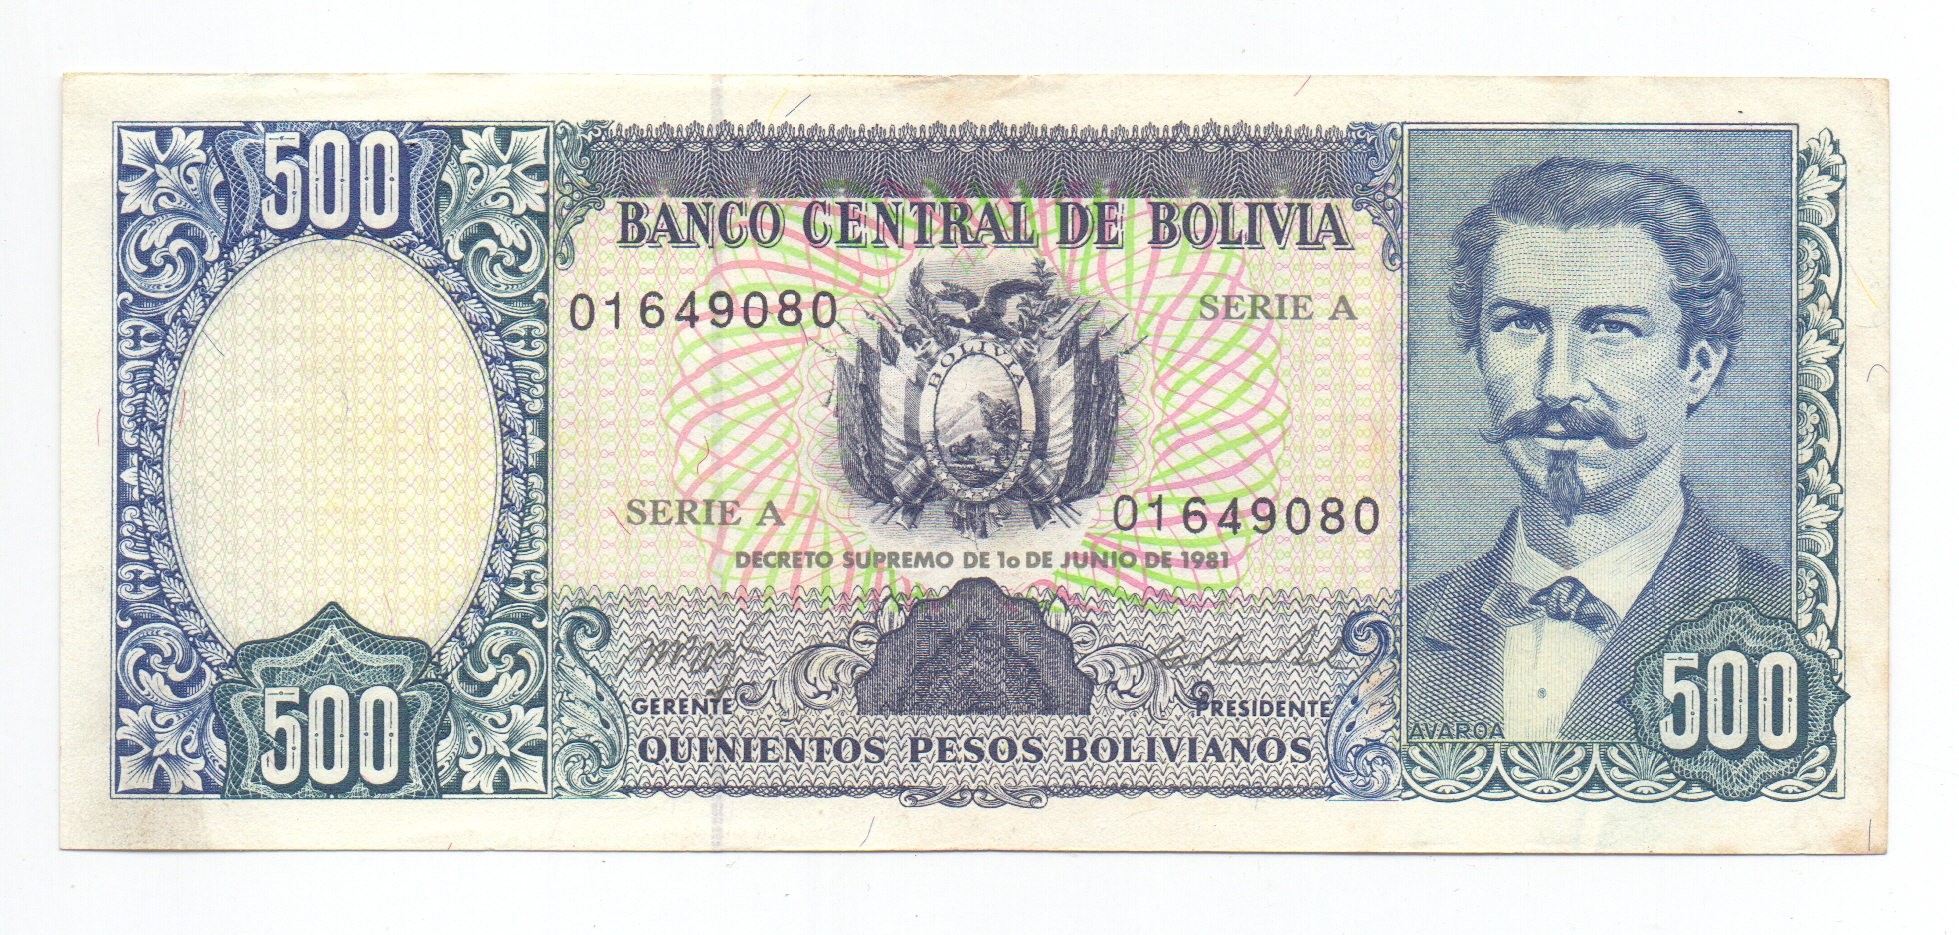 500
BANCO CENTRAL DE BOLIVIA
01649080
SERIE A
BOLIVIA
SERIE A
01649080
DECRETO SUPREMO DE 1o DE JUNIO DE 1981
GERENTE
PRESIDENTE
AVAROA
500
500
QUINIENTOS PESOS BOLIVIANOS